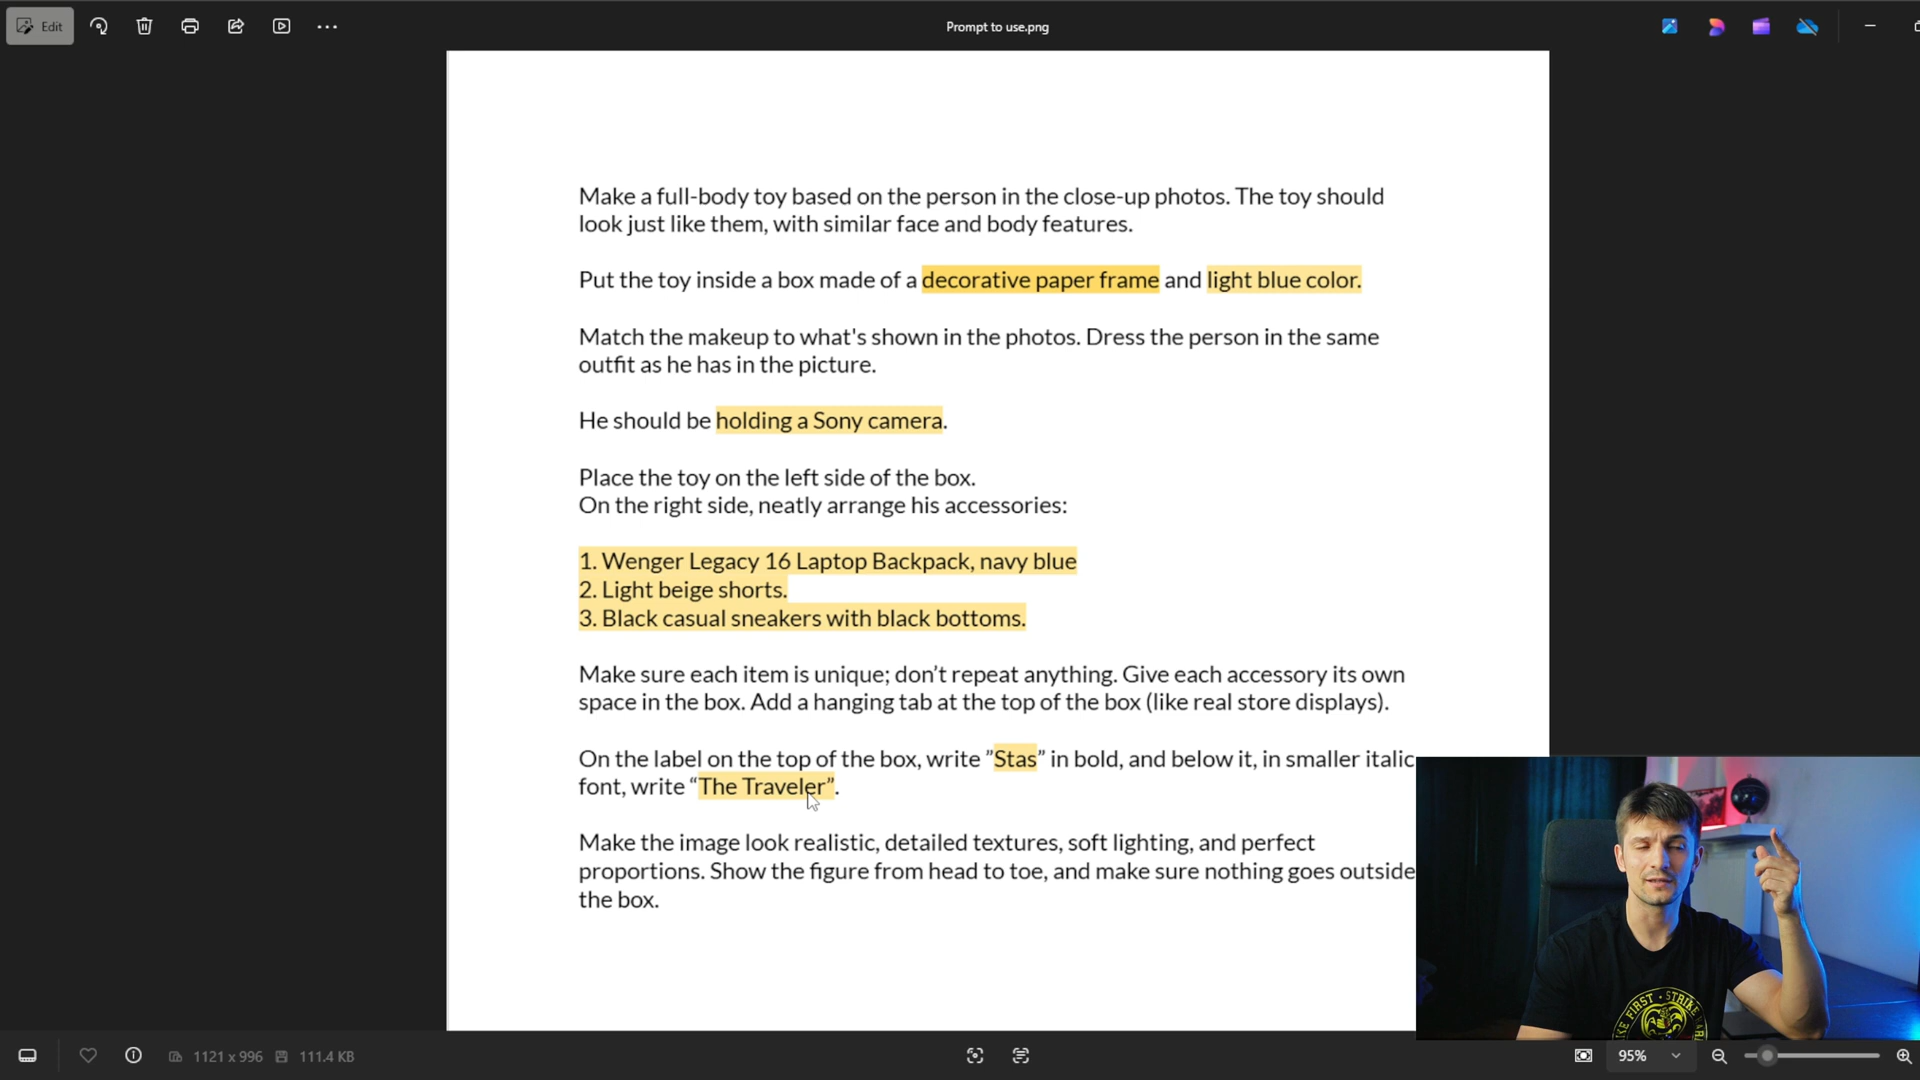 Edit
Prompt to use.png
Make a full-body toy based on the person in the close-up photos. The toy should
look just like them, with similar face and body features.
Put the toy inside a box made of a decorative paper frame and light blue color.
Match the makeup to what's shown in the photos. Dress the person in the same
outfit as he has in the picture.
He should be holding a Sony camera.
Place the toy on the left side of the box.
On the right side, neatly arrange his accessories:
1. Wenger Legacy 16 Laptop Backpack, navy blue
2. Light beige shorts.
3. Black casual sneakers with black bottoms.
Make sure each item is unique; don’t repeat anything. Give each accessory its own
space in the box. Add a hanging tab at the top of the box (like real store displays).
On the label on the top of the box, write ”Stas” in bold, and below it, in smaller italic
font, write “The Traveler”.
Make the image look realistic, detailed textures, soft lighting, and perfect
proportions. Show the figure from head to toe, and make sure nothing goes outside
the box.
FIRST · STRIKE
1121 x 996
111.4 KB
95%